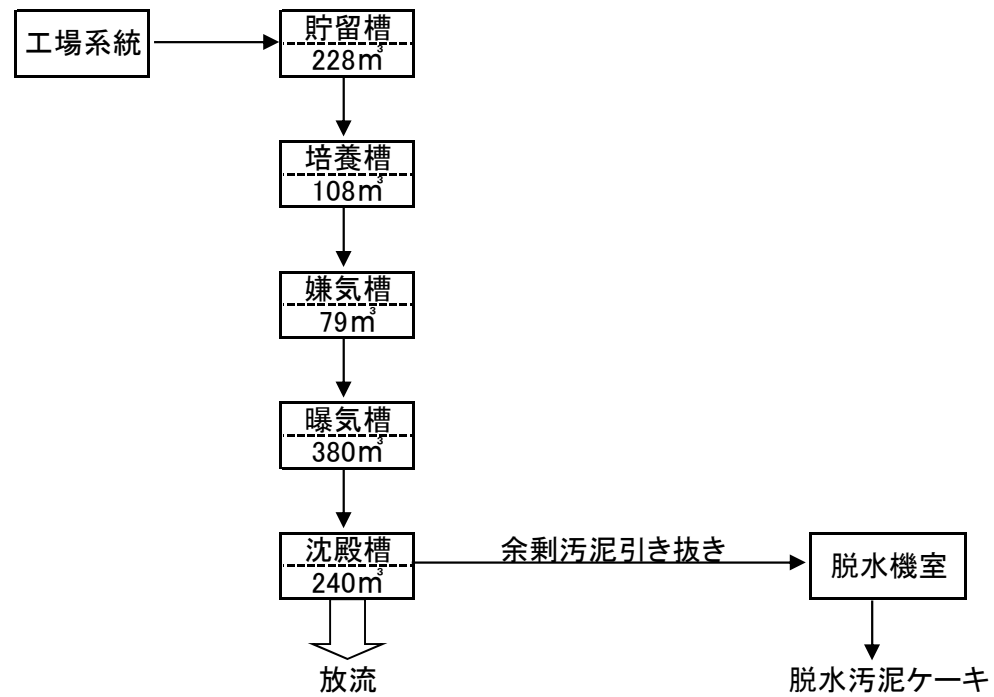 工場系統
貯留槽
228㎥
培養槽
108㎥
嫌気槽
79㎥
曝気槽
380㎥
沈殿槽
240㎥
余剰汚泥引き抜き
脱水機室
放流
脱水汚泥ケーキ